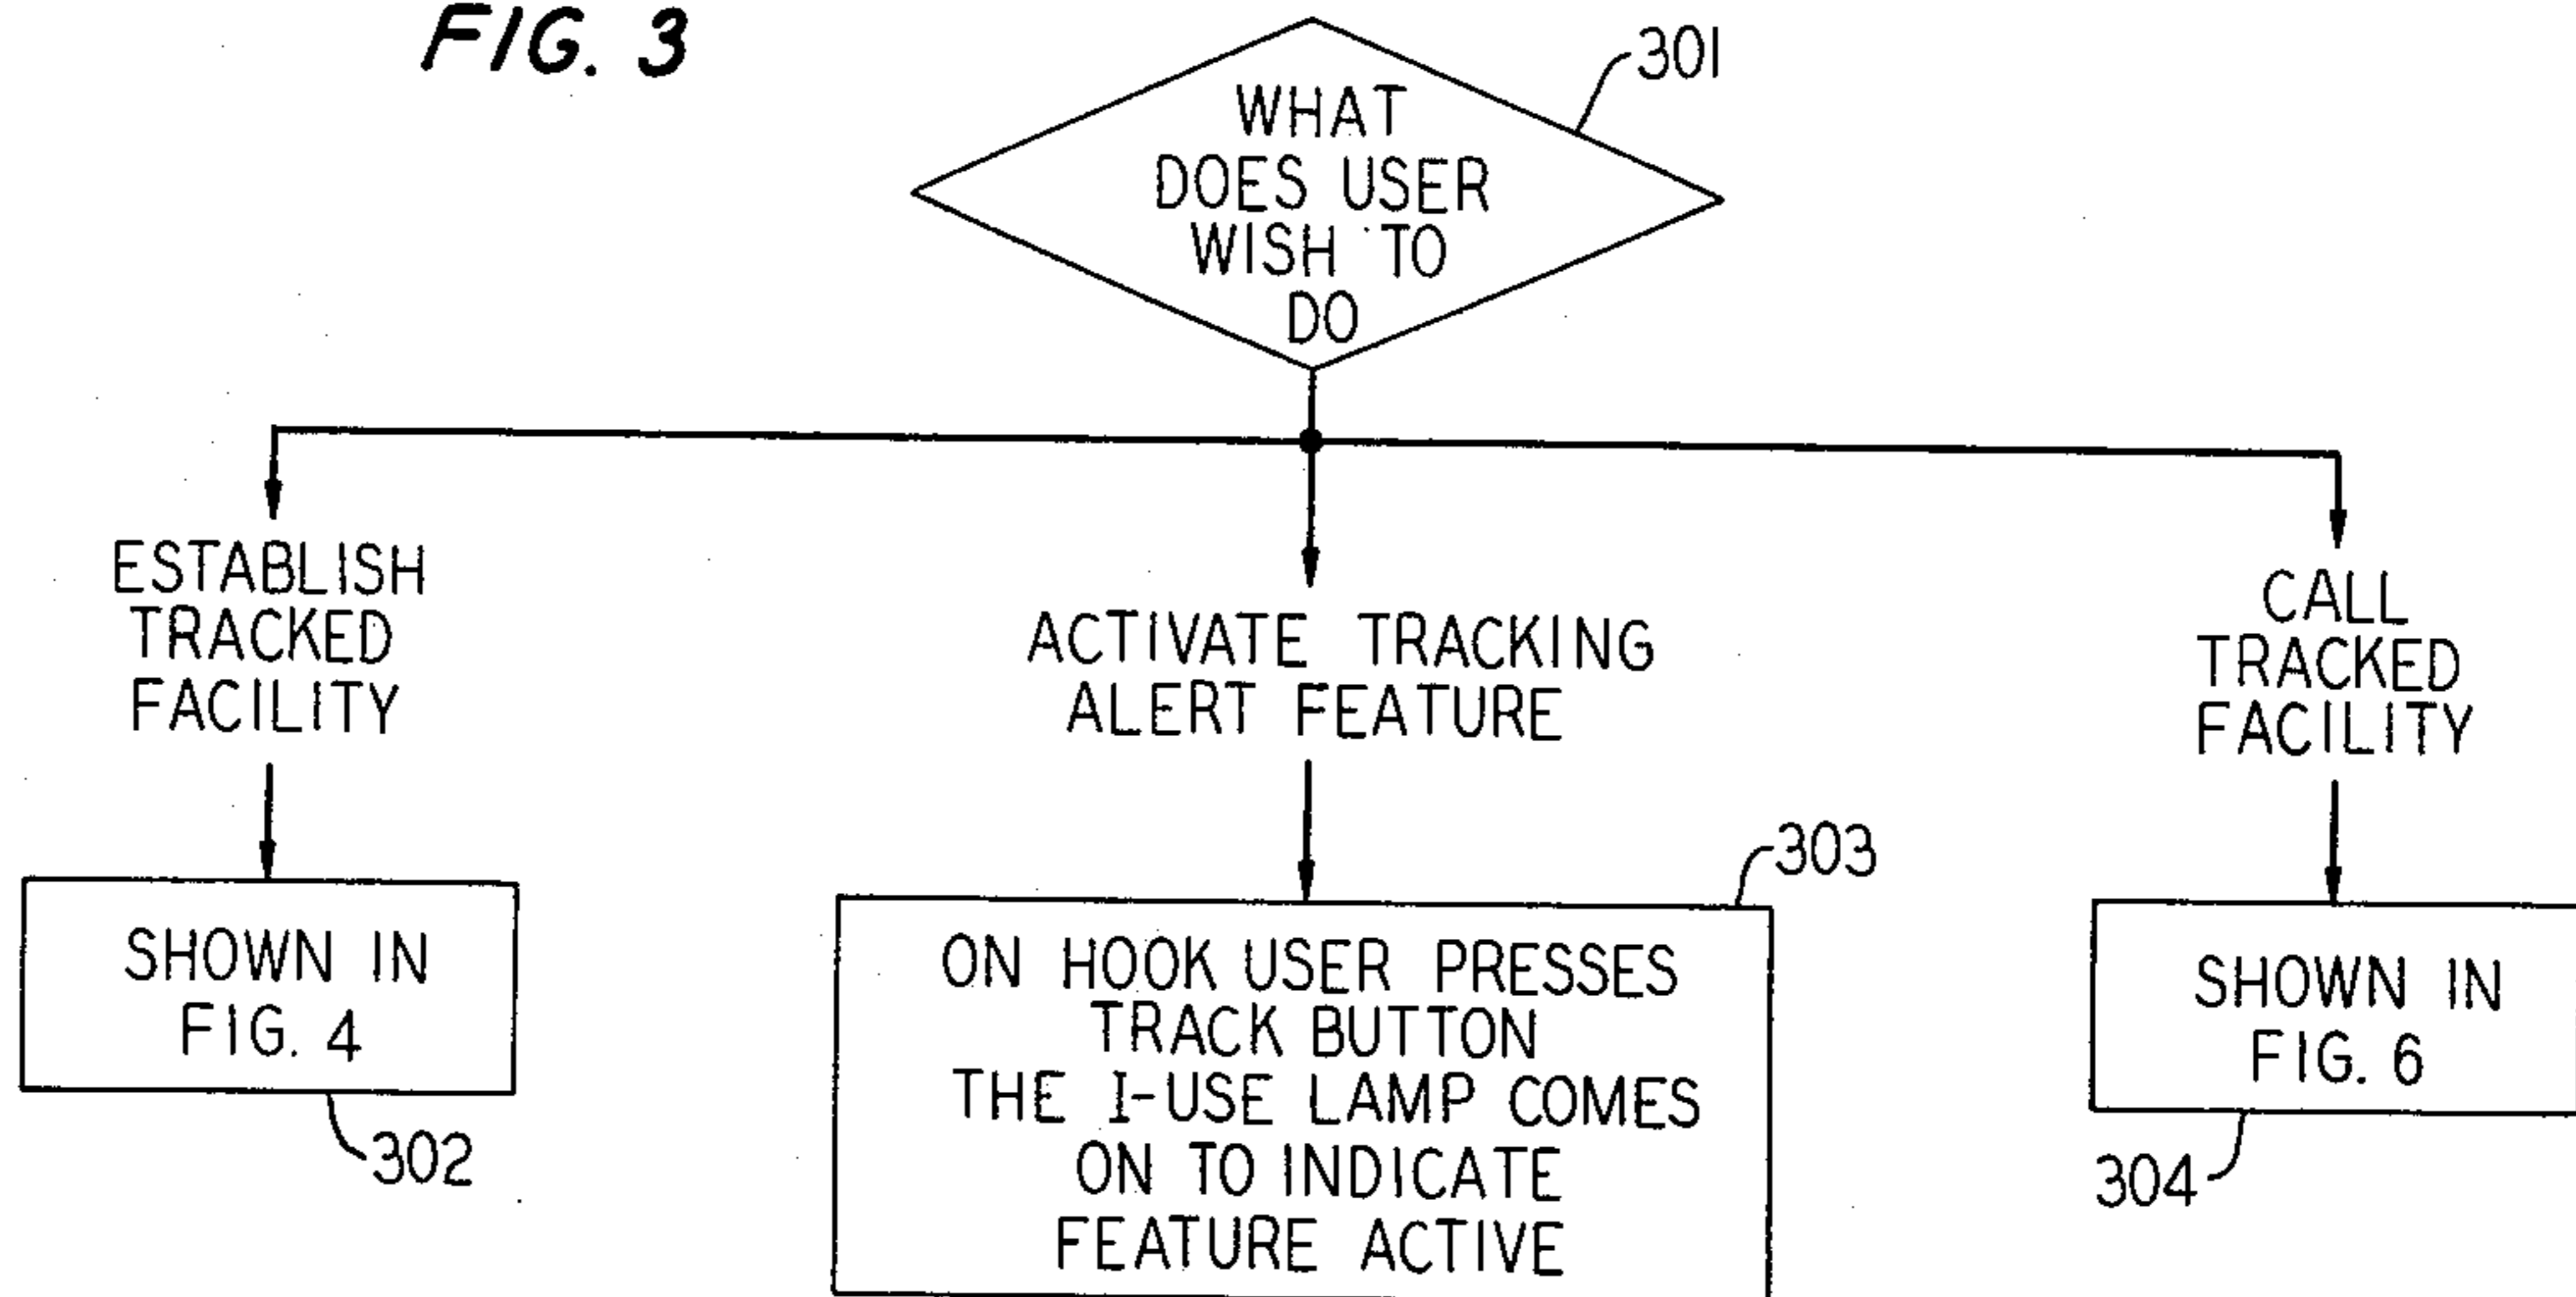 FIG. 3
301
WHAT
DOES USER
WISH TO
DO
ESTABLISH
TRACKED
FACILITY
ACTIVATE TRACKING
ALERT FEATURE
CALL
TRACKED
FACILITY
SHOWN IN
FIG. 4
302
303
ON HOOK USER PRESSES
TRACK BUTTON
THE I-USE LAMP COMES
ON TO INDICATE
FEATURE ACTIVE
SHOWN IN
FIG. 6
304